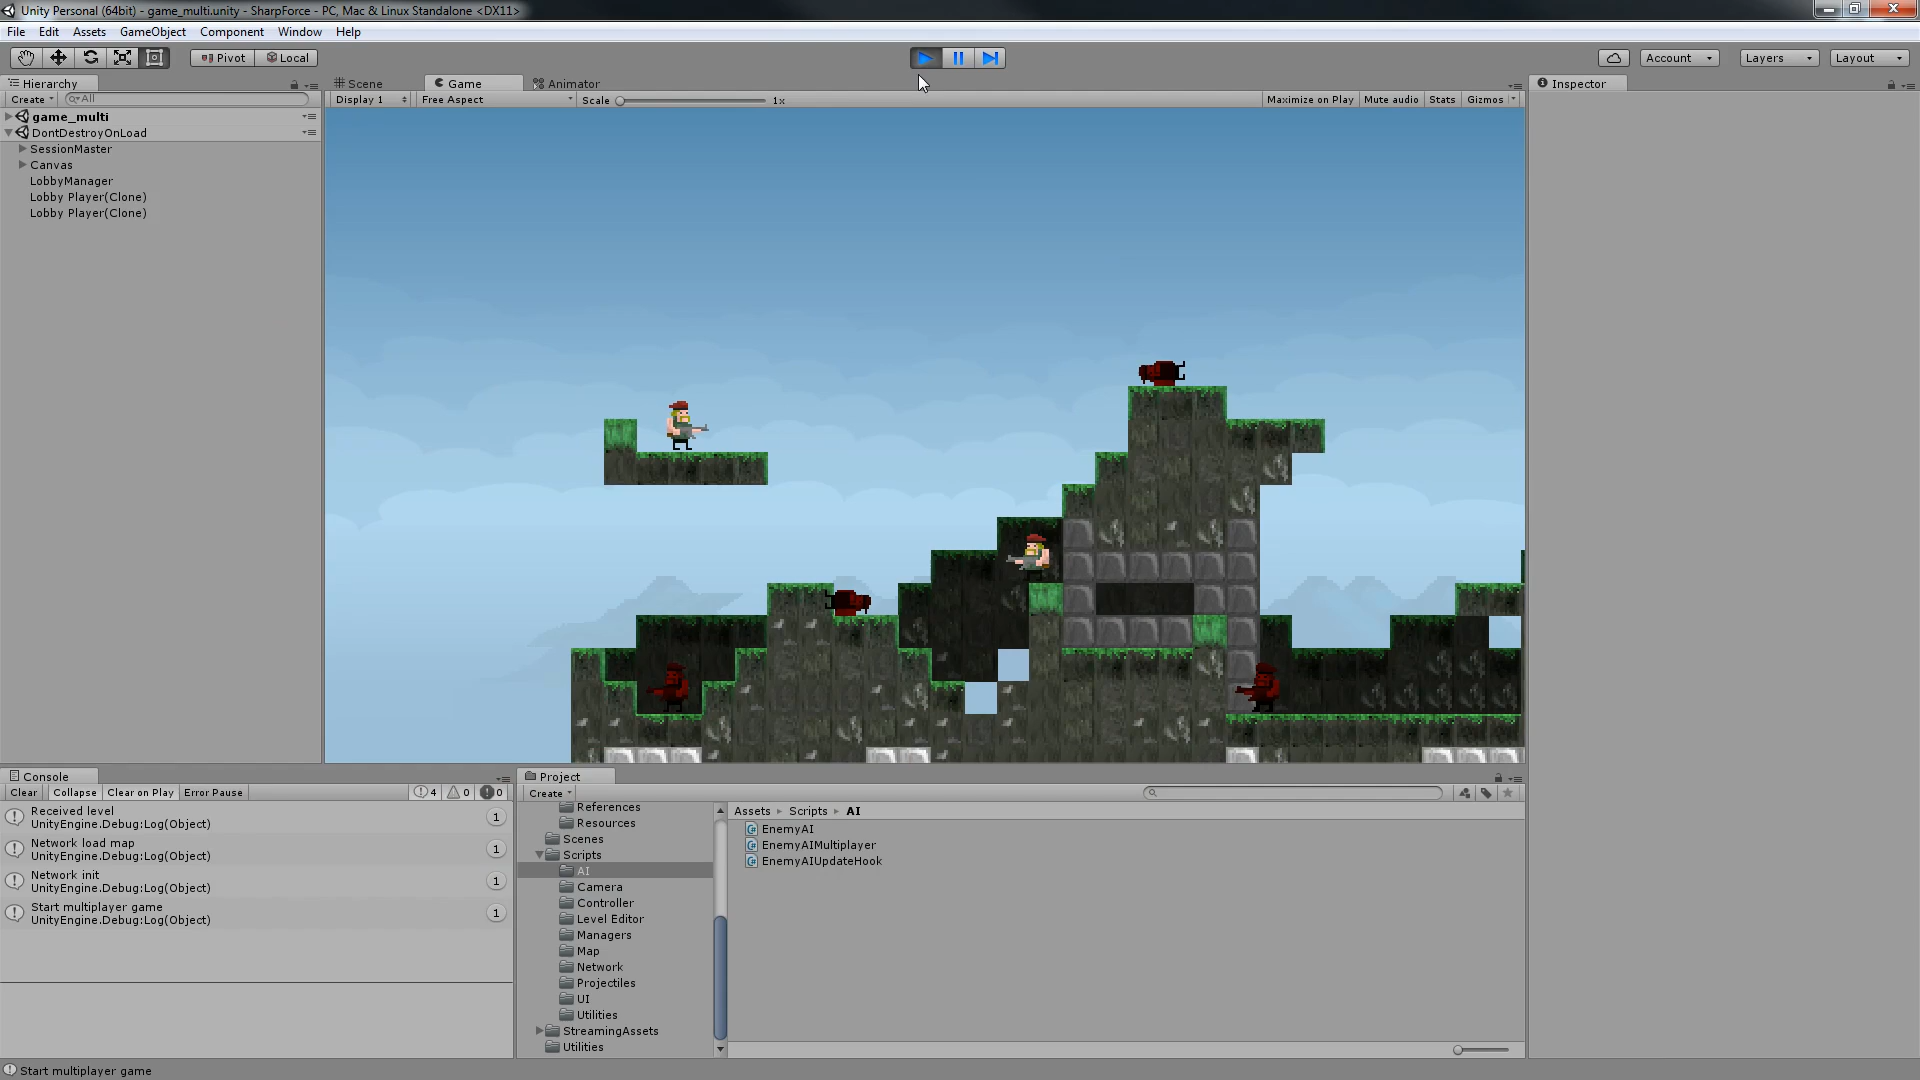 Unity Personal (64bit) - game_multi.unity - SharpForce - PC, Mac & Linux Standalone <DX11>
File Edit Assets GameObject Component Window Help
Pivot Local Account Layers Layout
Hierarchy Scene Game Animator Inspector
Create All Display 1 Free Aspect Scale 1x Maximize on Play Mute audio Stats Gizmos
game_multi
DontDestroyOnLoad
SessionMaster
Canvas
LobbyManager
Lobby Player(Clone)
Lobby Player(Clone)
Console
Clear Collapse Clear on Play Error Pause 4 0 0
Received level
UnityEngine.Debug:Log(Object)
1
Network load map
UnityEngine.Debug:Log(Object)
1
Network init
UnityEngine.Debug:Log(Object)
1
Start multiplayer game
UnityEngine.Debug:Log(Object)
1
Project
Create
References
Resources
Scenes
Scripts
AI
Camera
Controller
Level Editor
Managers
Map
Network
Projectiles
UI
Utilities
StreamingAssets
Utilities
Assets Scripts AI
EnemyAI
EnemyAIMultiplayer
EnemyAIUpdateHook
Start multiplayer game